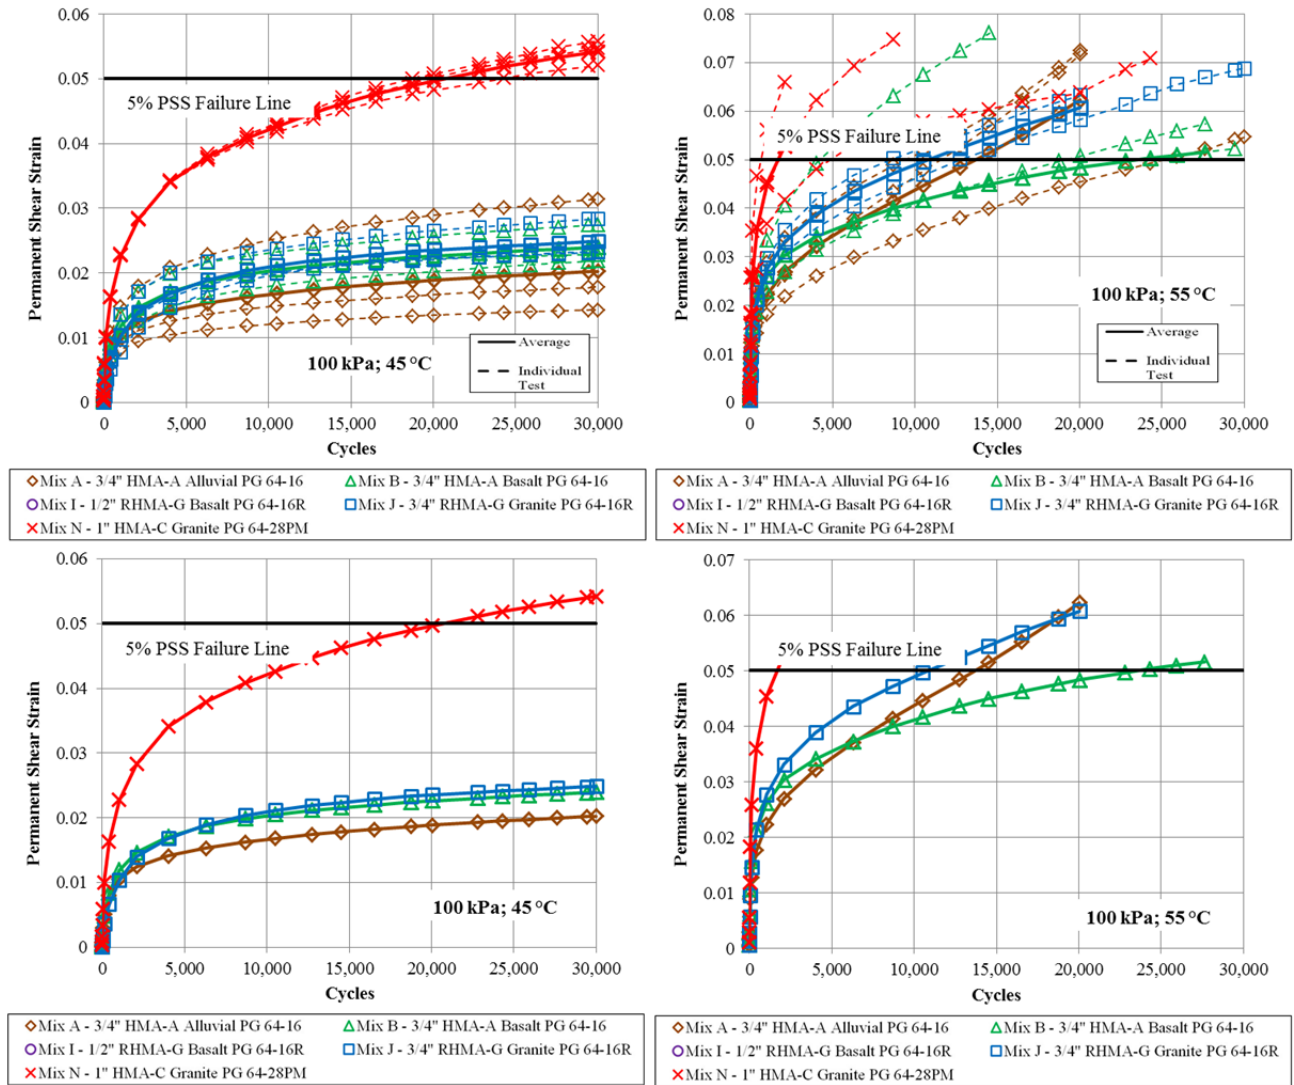 0.06
0.05
0.04
0.03
0.02
0.01
0
Permanent Shear Strain
5% PSS Failure Line
100 kPa; 45 °C
Average
Individual
Test
0 5,000 10,000 15,000 20,000 25,000 30,000
Cycles
Mix A - 3/4" HMA-A Alluvial PG 64-16
Mix B - 3/4" HMA-A Basalt PG 64-16
Mix I - 1/2" RHMA-G Basalt PG 64-16R
Mix J - 3/4" RHMA-G Granite PG 64-16R
Mix N - 1" HMA-C Granite PG 64-28PM
0.08
0.07
0.06
0.05
0.04
0.03
0.02
0.01
0
Permanent Shear Strain
5% PSS Failure Line
100 kPa; 55 °C
Average
Individual
Test
0 5,000 10,000 15,000 20,000 25,000 30,000
Cycles
Mix A - 3/4" HMA-A Alluvial PG 64-16
Mix B - 3/4" HMA-A Basalt PG 64-16
Mix I - 1/2" RHMA-G Basalt PG 64-16R
Mix J - 3/4" RHMA-G Granite PG 64-16R
Mix N - 1" HMA-C Granite PG 64-28PM
0.06
0.05
0.04
0.03
0.02
0.01
0
Permanent Shear Strain
5% PSS Failure Line
100 kPa; 45 °C
0 5,000 10,000 15,000 20,000 25,000 30,000
Cycles
Mix A - 3/4" HMA-A Alluvial PG 64-16
Mix B - 3/4" HMA-A Basalt PG 64-16
Mix I - 1/2" RHMA-G Basalt PG 64-16R
Mix J - 3/4" RHMA-G Granite PG 64-16R
Mix N - 1" HMA-C Granite PG 64-28PM
0.07
0.06
0.05
0.04
0.03
0.02
0.01
0
Permanent Shear Strain
5% PSS Failure Line
100 kPa; 55 °C
0 5,000 10,000 15,000 20,000 25,000 30,000
Cycles
Mix A - 3/4" HMA-A Alluvial PG 64-16
Mix B - 3/4" HMA-A Basalt PG 64-16
Mix I - 1/2" RHMA-G Basalt PG 64-16R
Mix J - 3/4" RHMA-G Granite PG 64-16R
Mix N - 1" HMA-C Granite PG 64-28PM